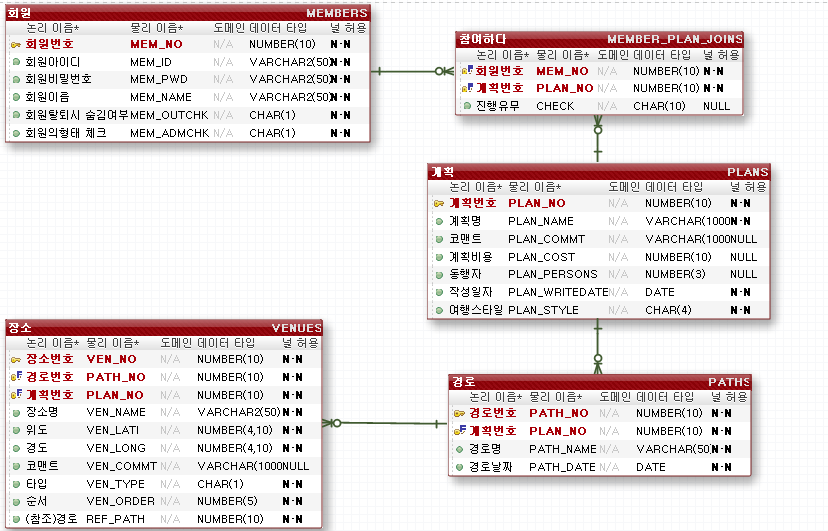 회원 MEMBERS
논리 이름* 물리 이름* 도메인 데이터 타입 널 허용
회원번호 MEM_NO N/A NUMBER(10) N-N
회원아이디 MEM_ID N/A VARCHAR2(50) N-N
회원비밀번호 MEM_PWD N/A VARCHAR2(50) N-N
회원이름 MEM_NAME N/A VARCHAR2(50) N-N
회원탈퇴시 숨김여부 MEM_OUTCHK N/A CHAR(1) N-N
회원의형태 체크 MEM_ADMCHK N/A CHAR(1) N-N
참여하다 MEMBER_PLAN_JOINS
논리 이름* 물리 이름* 도메인 데이터 타입 널 허용
회원번호 MEM_NO N/A NUMBER(10) N-N
계획번호 PLAN_NO N/A NUMBER(10) N-N
진행유무 CHECK N/A CHAR(10) NULL
계획 PLANS
논리 이름* 물리 이름* 도메인 데이터 타입 널 허용
계획번호 PLAN_NO N/A NUMBER(10) N-N
계획명 PLAN_NAME N/A VARCHAR(1000 N-N
코맨트 PLAN_COMMT N/A VARCHAR(1000 NULL
계획비용 PLAN_COST N/A NUMBER(10) NULL
동행자 PLAN_PERSONS N/A NUMBER(3) NULL
작성일자 PLAN_WRITEDATE N/A DATE N-N
여행스타일 PLAN_STYLE N/A CHAR(4) N-N
장소 VENUES
논리 이름* 물리 이름* 도메인 데이터 타입 널 허용
장소번호 VEN_NO N/A NUMBER(10) N-N
경로번호 PATH_NO N/A NUMBER(10) N-N
계획번호 PLAN_NO N/A NUMBER(10) N-N
장소명 VEN_NAME N/A VARCHAR2(50) N-N
위도 VEN_LATI N/A NUMBER(4,10) N-N
경도 VEN_LONG N/A NUMBER(4,10) N-N
코맨트 VEN_COMMT N/A VARCHAR(1000 NULL
타입 VEN_TYPE N/A CHAR(1) N-N
순서 VEN_ORDER N/A NUMBER(5) N-N
(참조)경로 REF_PATH N/A NUMBER(10) N-N
경로 PATHS
논리 이름* 물리 이름* 도메인 데이터 타입 널 허용
경로번호 PATH_NO N/A NUMBER(10) N-N
계획번호 PLAN_NO N/A NUMBER(10) N-N
경로명 PATH_NAME N/A VARCHAR(50) N-N
경로날짜 PATH_DATE N/A DATE N-N